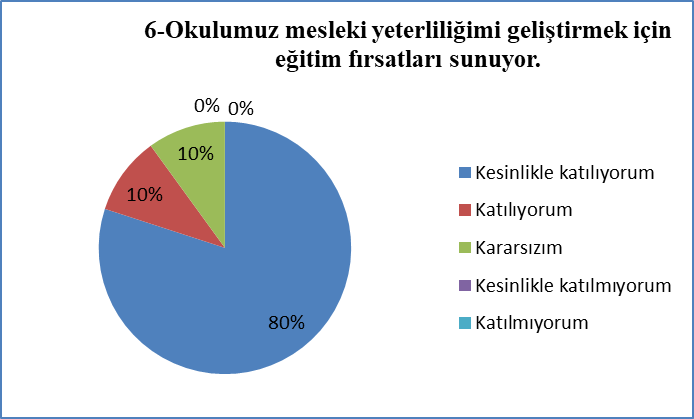 6-Okulumuz mesleki yeterliliğimi geliştirmek için
eğitim fırsatları sunuyor.
0% 0%
10%
10%
80%
Kesinlikle katılıyorum
Katılıyorum
Kararsızım
Kesinlikle katılmıyorum
Katılmıyorum